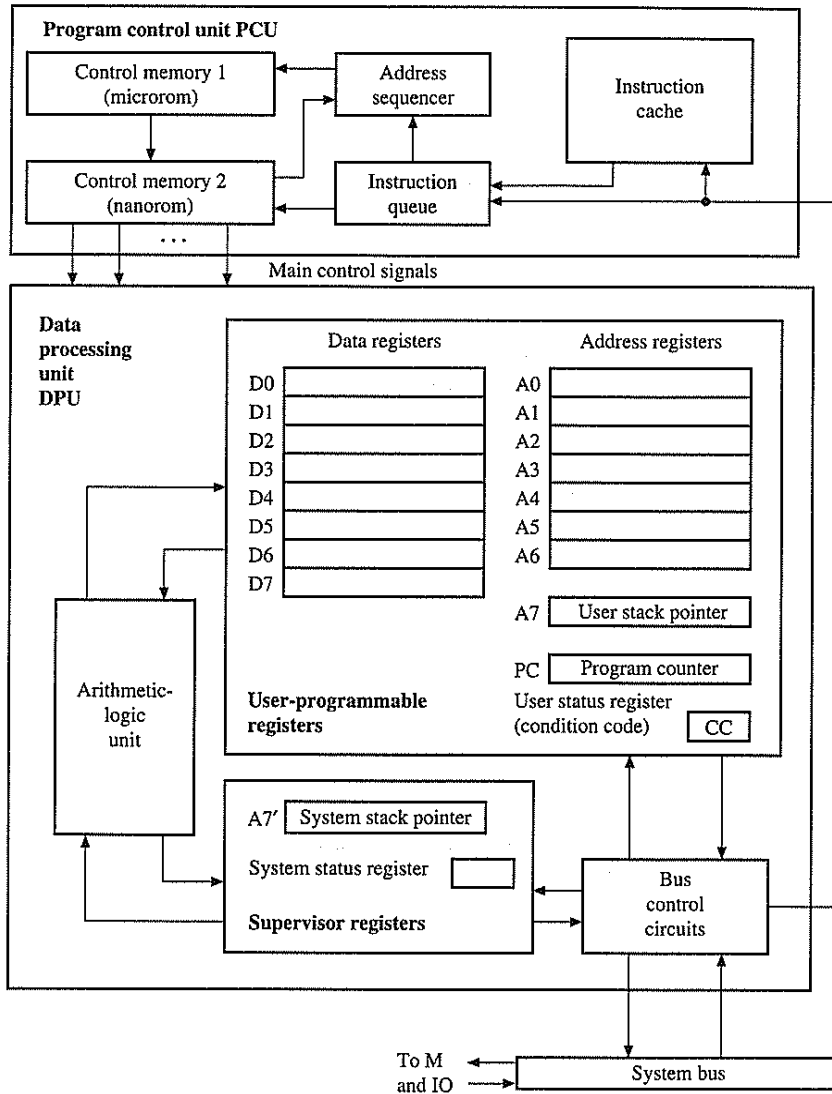 Program control unit PCU
Control memory 1
(microrom)
Address
sequencer
Instruction
cache
Control memory 2
(nanorom)
Instruction
queue
...
Main control signals
Data
processing
unit
DPU
Data registers
Address registers
D0
D1
D2
D3
D4
D5
D6
D7
A0
A1
A2
A3
A4
A5
A6
A7
User stack pointer
PC
Program counter
User status register
(condition code)
CC
User-programmable
registers
Arithmetic-
logic
unit
A7′
System stack pointer
System status register
Supervisor registers
Bus
control
circuits
To M
and IO
System bus